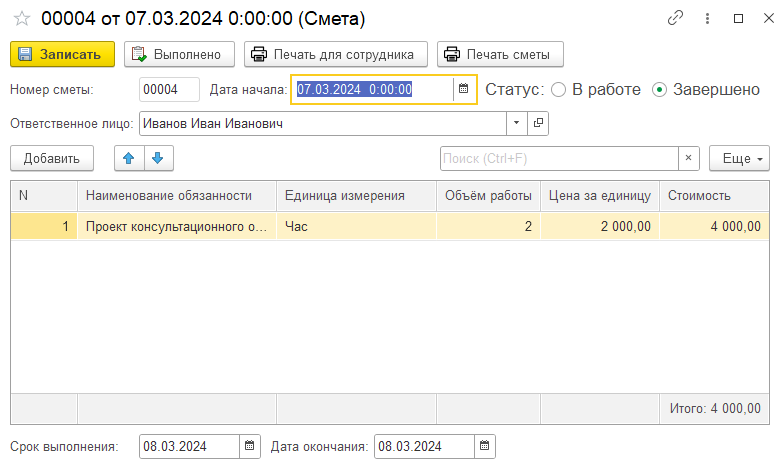 00004 от 07.03.2024 0:00:00 (Смета)
Записать Выполнено Печать для сотрудника Печать сметы
Номер сметы: 00004 Дата начала: 07.03.2024 0:00:00 Статус: В работе Завершено
Ответственное лицо: Иванов Иван Иванович
Добавить Поиск (Ctrl+F) × Еще
N Наименование обязанности Единица измерения Объём работы Цена за единицу Стоимость
1 Проект консультационного о... Час 2 2 000,00 4 000,00
Итого: 4 000,00
Срок выполнения: 08.03.2024 Дата окончания: 08.03.2024